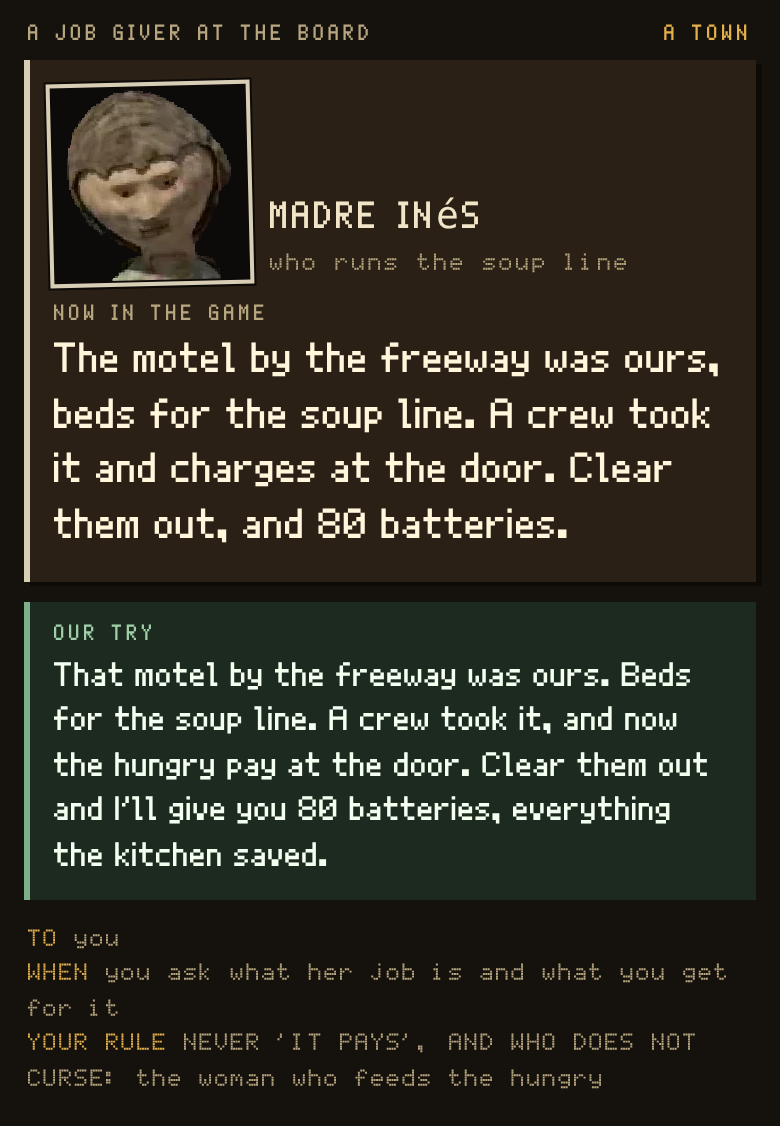 A JOB GIVER AT THE BOARD
A TOWN
MADRE INéS
who runs the soup line
NOW IN THE GAME
The motel by the freeway was ours,
beds for the soup line. A crew took
it and charges at the door. Clear
them out, and 80 batteries.
OUR TRY
That motel by the freeway was ours. Beds
for the soup line. A crew took it, and now
the hungry pay at the door. Clear them out
and I'll give you 80 batteries, everything
the kitchen saved.
TO you
WHEN you ask what her job is and what you get
for it
YOUR RULE NEVER 'IT PAYS', AND WHO DOES NOT
CURSE: the woman who feeds the hungry